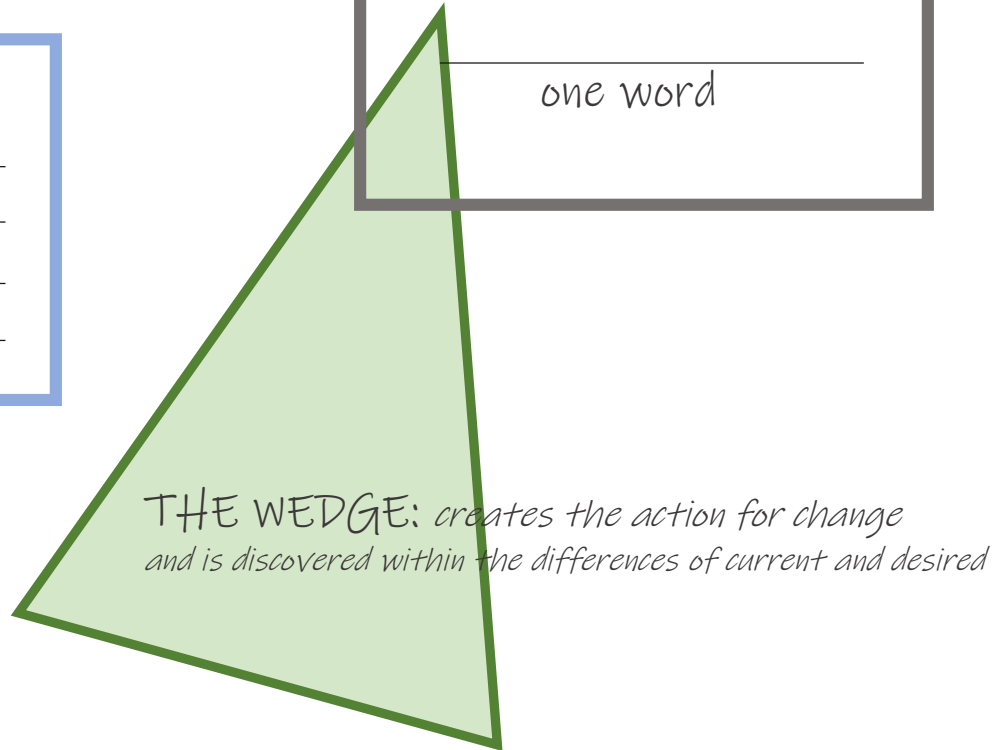 one word
THE WEDGE: creates the action for change
and is discovered within the differences of current and desired